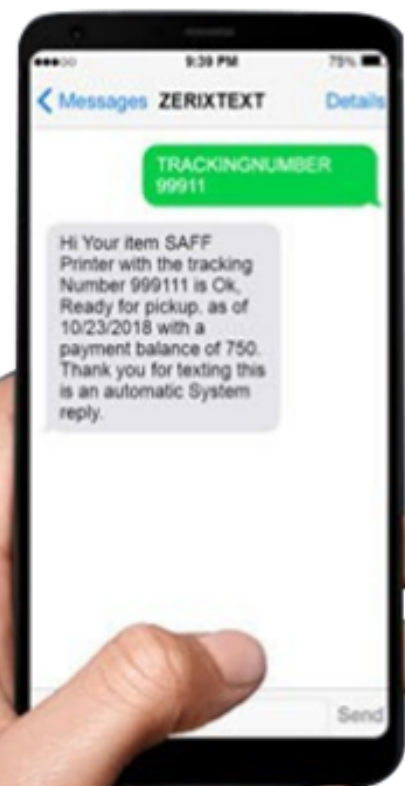 9:39 PM
75%
Messages ZERIXTEXT Details
TRACKINGNUMBER
99911
Hi Your item SAFF
Printer with the tracking
Number 999111 is Ok,
Ready for pickup. as of
10/23/2018 with a
payment balance of 750.
Thank you for texting this
is an automatic System
reply.
Send